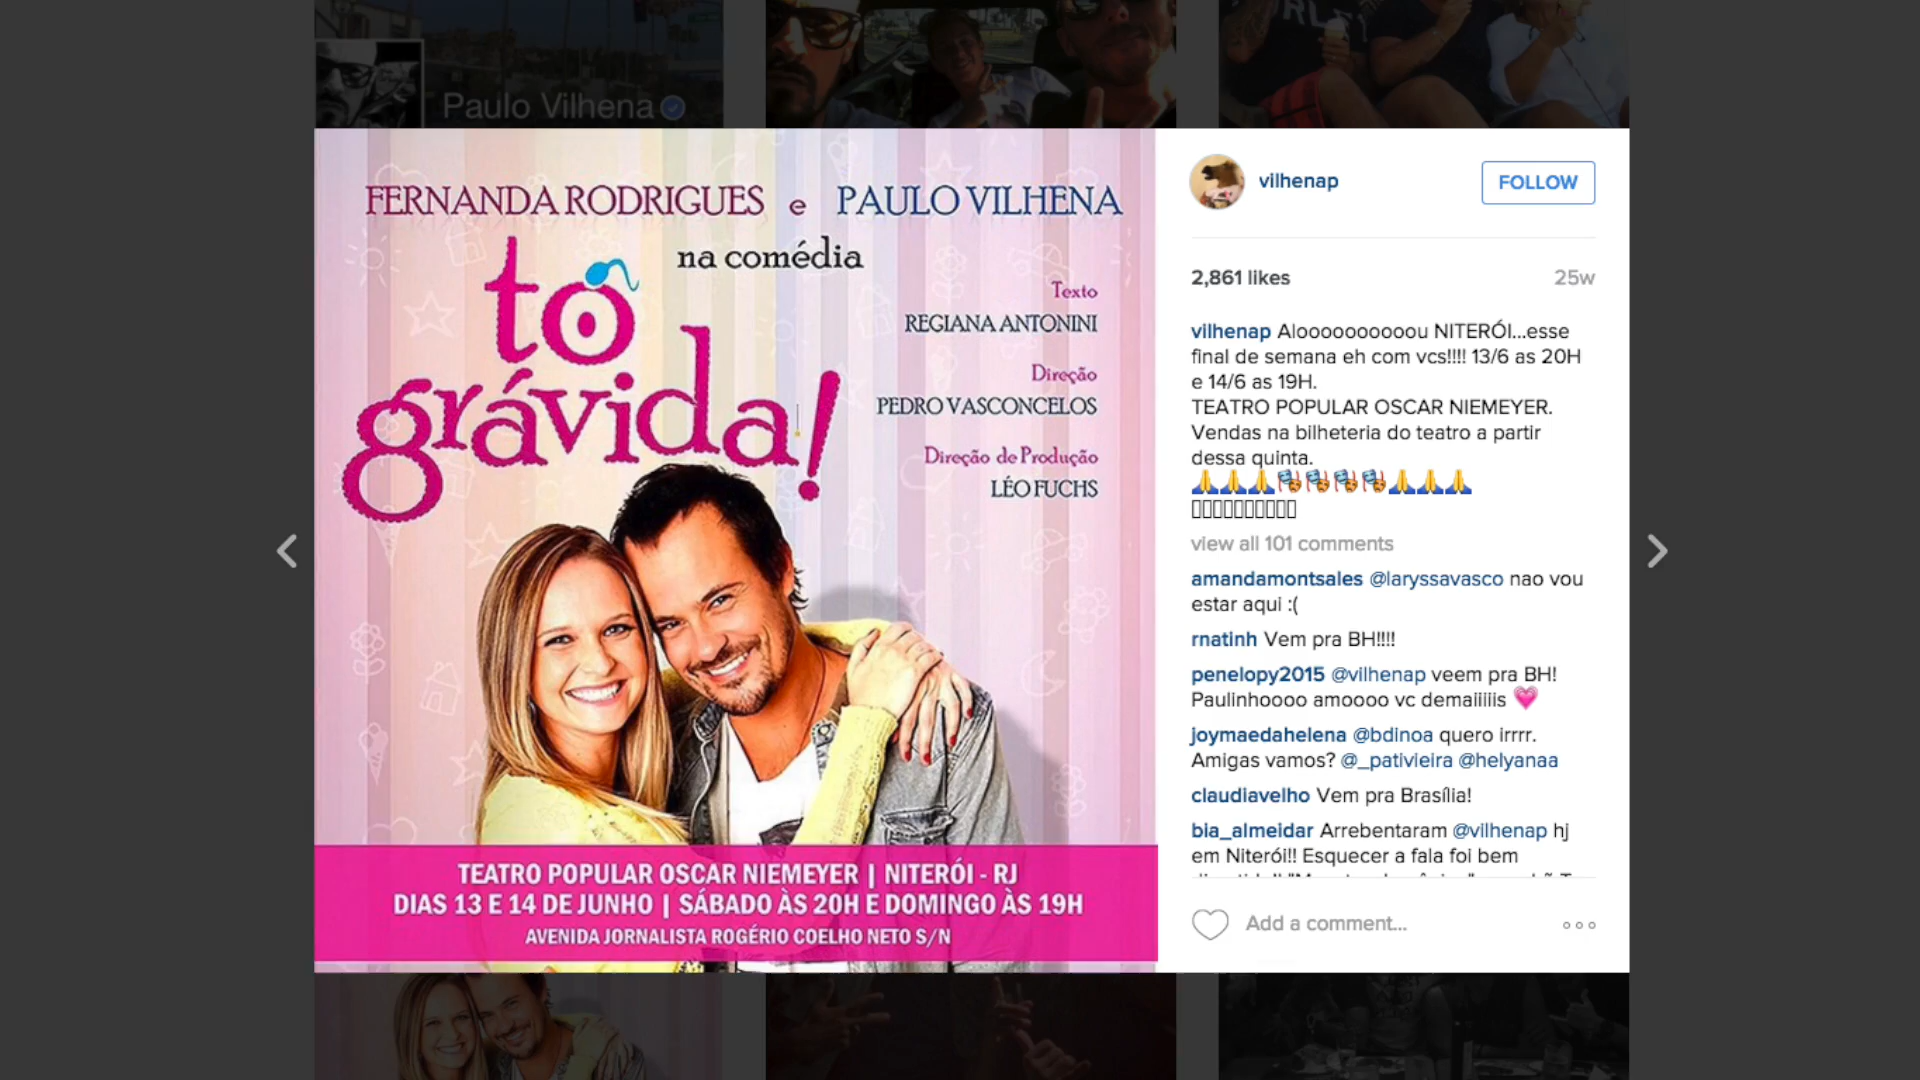 Paulo Vilhena
FERNANDA RODRIGUES e PAULO VILHENA
na comédia
tô
grávida!
Texto
REGIANA ANTONINI
Direção
PEDRO VASCONCELOS
Direção de Produção
LÉO FUCHS
TEATRO POPULAR OSCAR NIEMEYER | NITERÓI - RJ
DIAS 13 E 14 DE JUNHO | SÁBADO ÀS 20H E DOMINGO ÀS 19H
AVENIDA JORNALISTA ROGÉRIO COELHO NETO S/N
vilhenap
FOLLOW
2,861 likes
25w
vilhenap Alooooooooooou NITERÓI...esse
final de semana eh com vcs!!!! 13/6 as 20H
e 14/6 as 19H.
TEATRO POPULAR OSCAR NIEMEYER.
Vendas na bilheteria do teatro a partir
dessa quinta.
🙏🙏🙏🎭🎭🎭🎭🙏🙏🙏
view all 101 comments
amandamontsales @laryssavasco nao vou
estar aqui :(
rnatinh Vem pra BH!!!!
penelopy2015 @vilhenap veem pra BH!
Paulinhoooo amoooo vc demaiiiiis 💗
joymaedahelena @bdinoa quero irrrr.
Amigas vamos? @_pativieira @helyanaa
claudiavelho Vem pra Brasília!
bia_almeidar Arrebentaram @vilhenap hj
em Niterói!! Esquecer a fala foi bem
Add a comment...